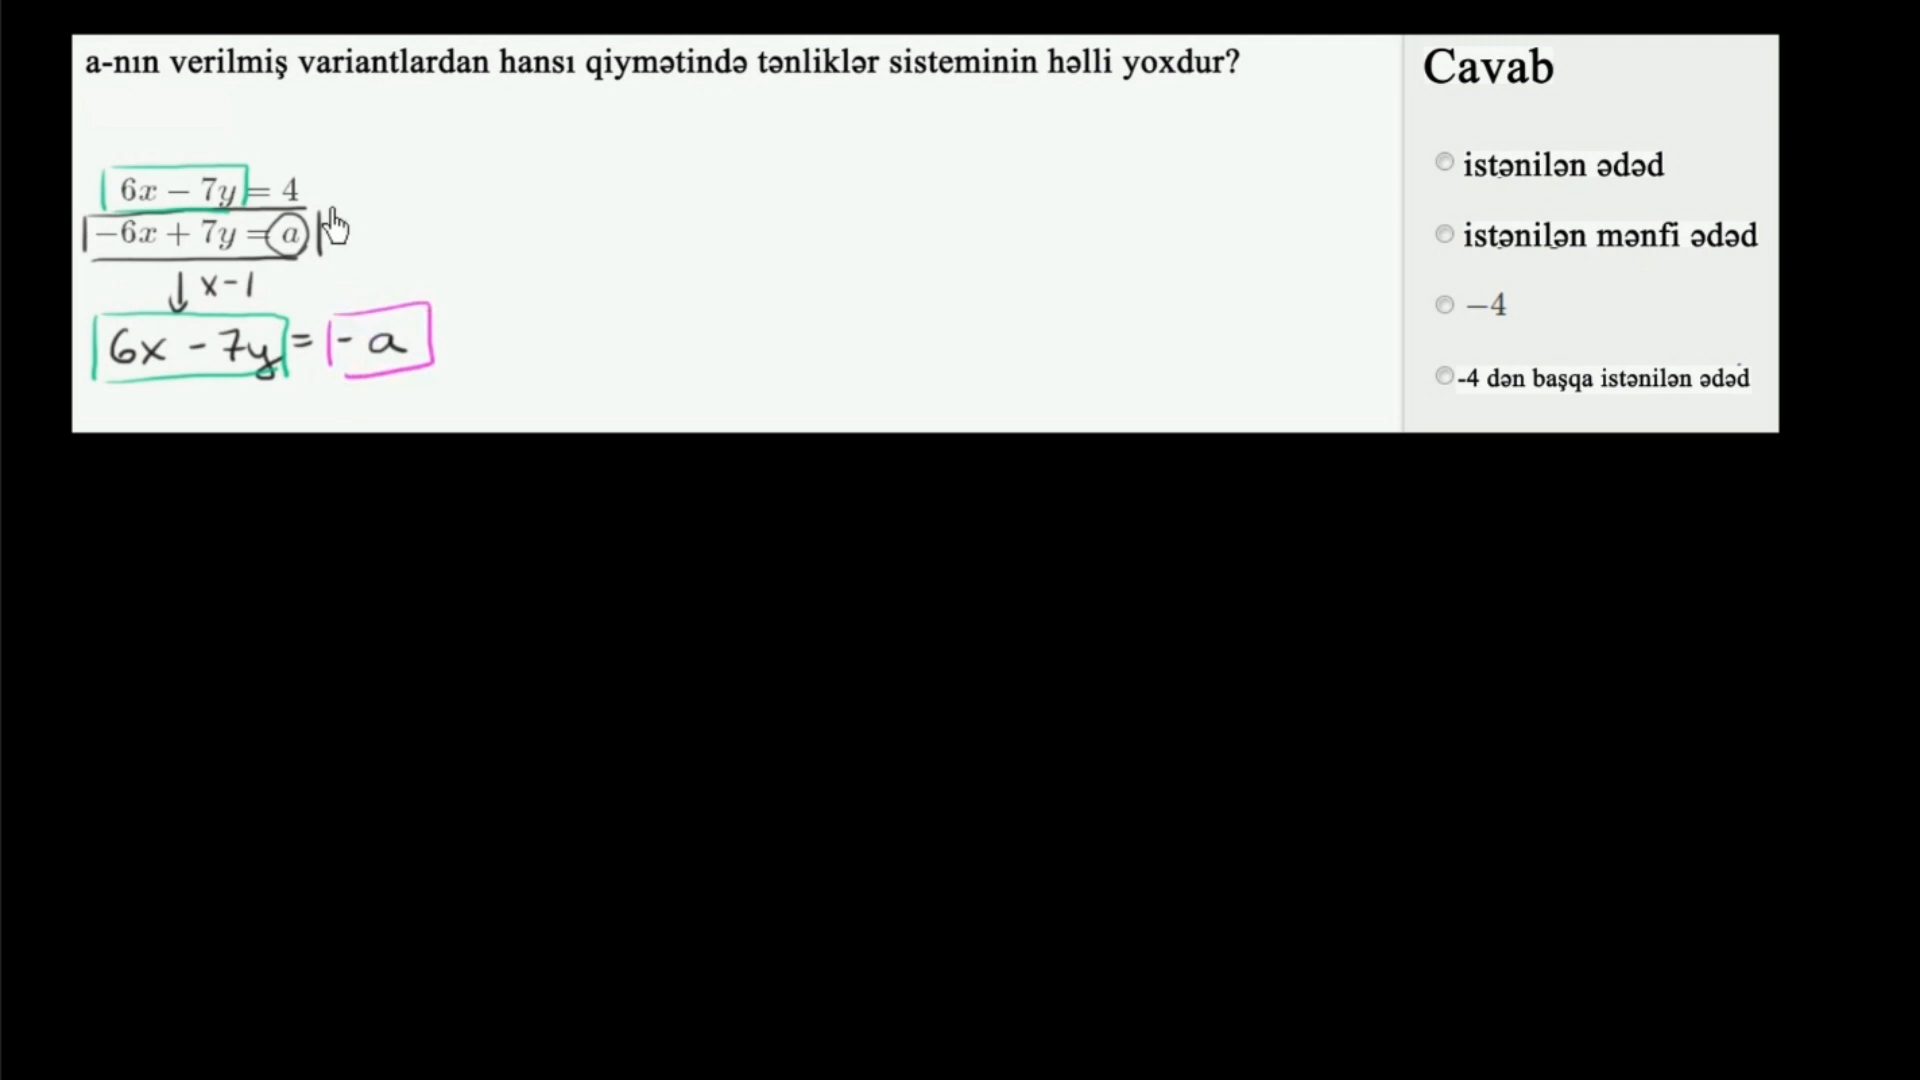 a-nın verilmiş variantlardan hansı qiymətində tənliklər sisteminin həlli yoxdur?
6x − 7y = 4
−6x + 7y = a
x-1
6x - 7y = - a
Cavab
istənilən ədəd
istənilən mənfi ədəd
−4
-4 dən başqa istənilən ədəd